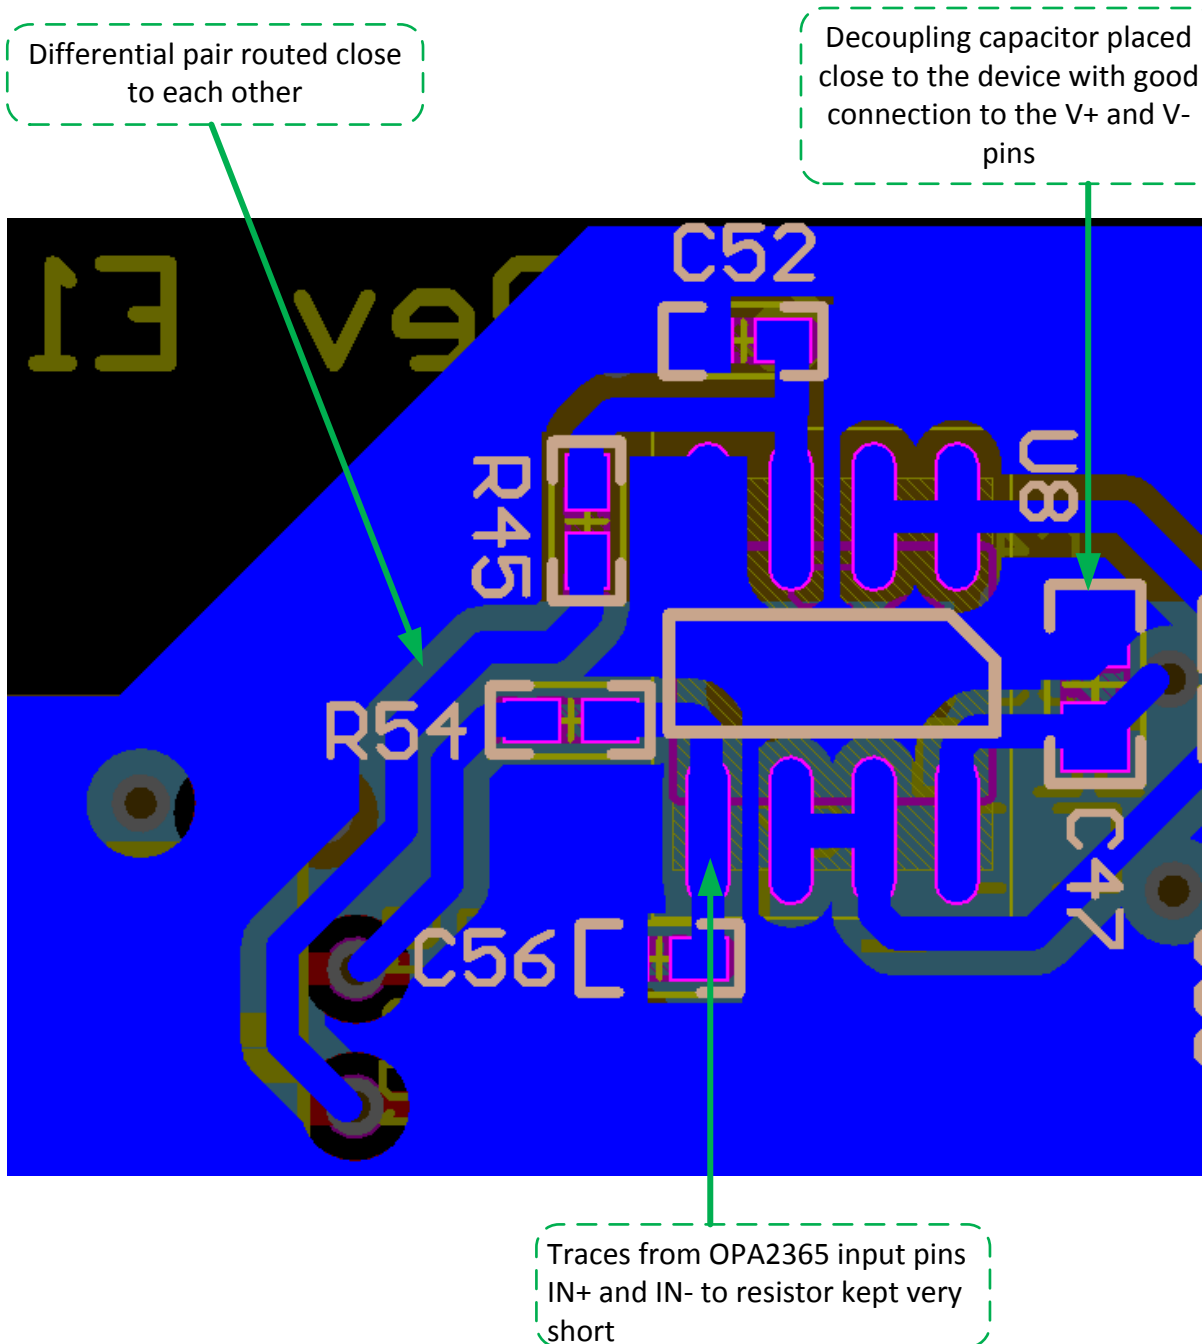 Differential pair routed close
to each other
Decoupling capacitor placed
close to the device with good
connection to the V+ and V-
pins
C52
E1
ev
U8
R45
R54
C47
C56
Traces from OPA2365 input pins
IN+ and IN- to resistor kept very
short